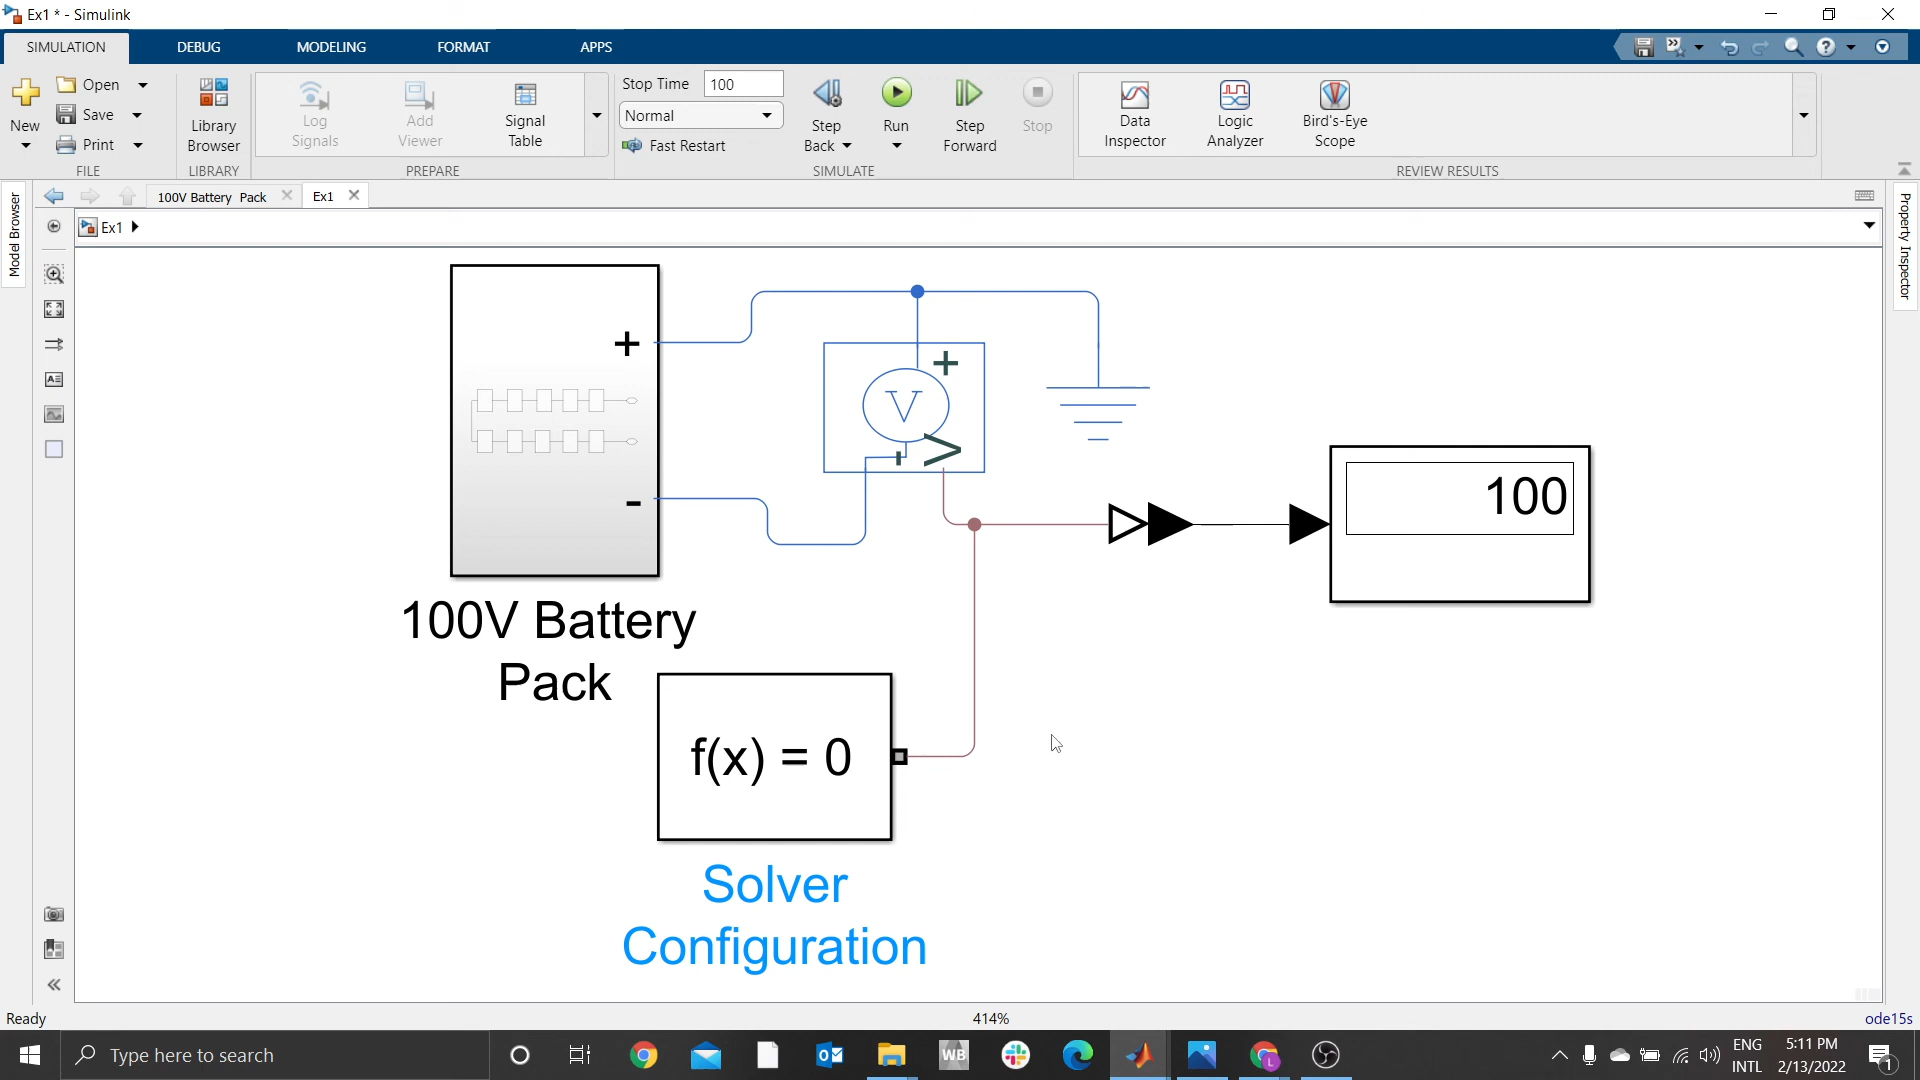 Ex1 * - Simulink
SIMULATION DEBUG MODELING FORMAT APPS
New
Open
Save
Print
FILE
Library
Browser
LIBRARY
Log
Signals
Add
Viewer
Signal
Table
PREPARE
Stop Time 100
Normal
Fast Restart
Step
Back
Run
Step
Forward
Stop
SIMULATE
Data
Inspector
Logic
Analyzer
Bird's-Eye
Scope
REVIEW RESULTS
Model Browser
100V Battery Pack
Ex1
Ex1
Property Inspector
+
-
100V Battery
Pack
+
V
-
V
100
f(x) = 0
Solver
Configuration
Ready 414% ode15s
Type here to search
WB
ENG
INTL
5:11 PM
2/13/2022
1